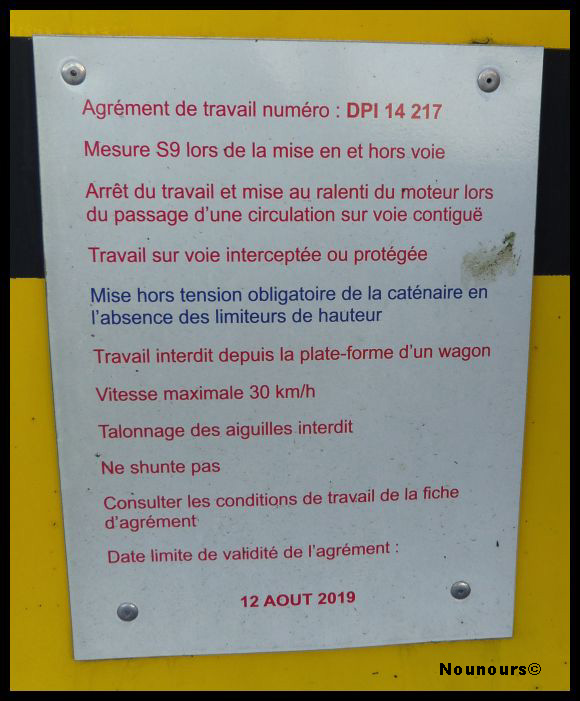 Agrément de travail numéro : DPI 14 217
Mesure S9 lors de la mise en et hors voie
Arrêt du travail et mise au ralenti du moteur lors
du passage d'une circulation sur voie contiguë
Travail sur voie interceptée ou protégée
Mise hors tension obligatoire de la caténaire en
l'absence des limiteurs de hauteur
Travail interdit depuis la plate-forme d'un wagon
Vitesse maximale 30 km/h
Talonnage des aiguilles interdit
Ne shunte pas
Consulter les conditions de travail de la fiche
d'agrément
Date limite de validité de l'agrément :
12 AOUT 2019
Nounours©